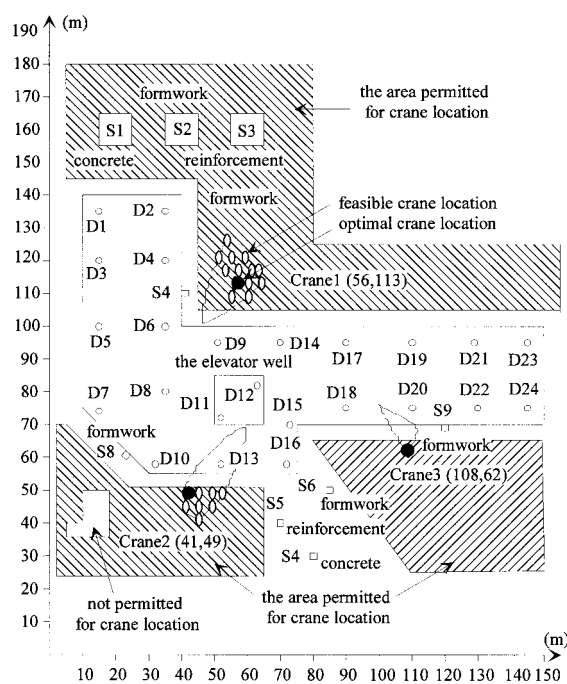 (m)
190
180
170
160
150
140
130
120
110
100
90
80
70
60
50
40
30
20
10
formwork
the area permitted
for crane location
S1 S2 S3
concrete reinforcement
formwork
feasible crane location
optimal crane location
D1 D2
D3 D4
S4
Crane1 (56,113)
D5 D6
D9 D14 D17 D19 D21 D23
the elevator well
D7 D8 D11 D12 D15 D18 D20 D22 D24
S9
formwork
S8 D10 D13 D16
formwork
Crane3 (108,62)
S6
formwork
S5
reinforcement
Crane2 (41,49)
S4
concrete
not permitted
for crane location
the area permitted
for crane location
(m)
10 20 30 40 50 60 70 80 90 100 110 120 130 140 150